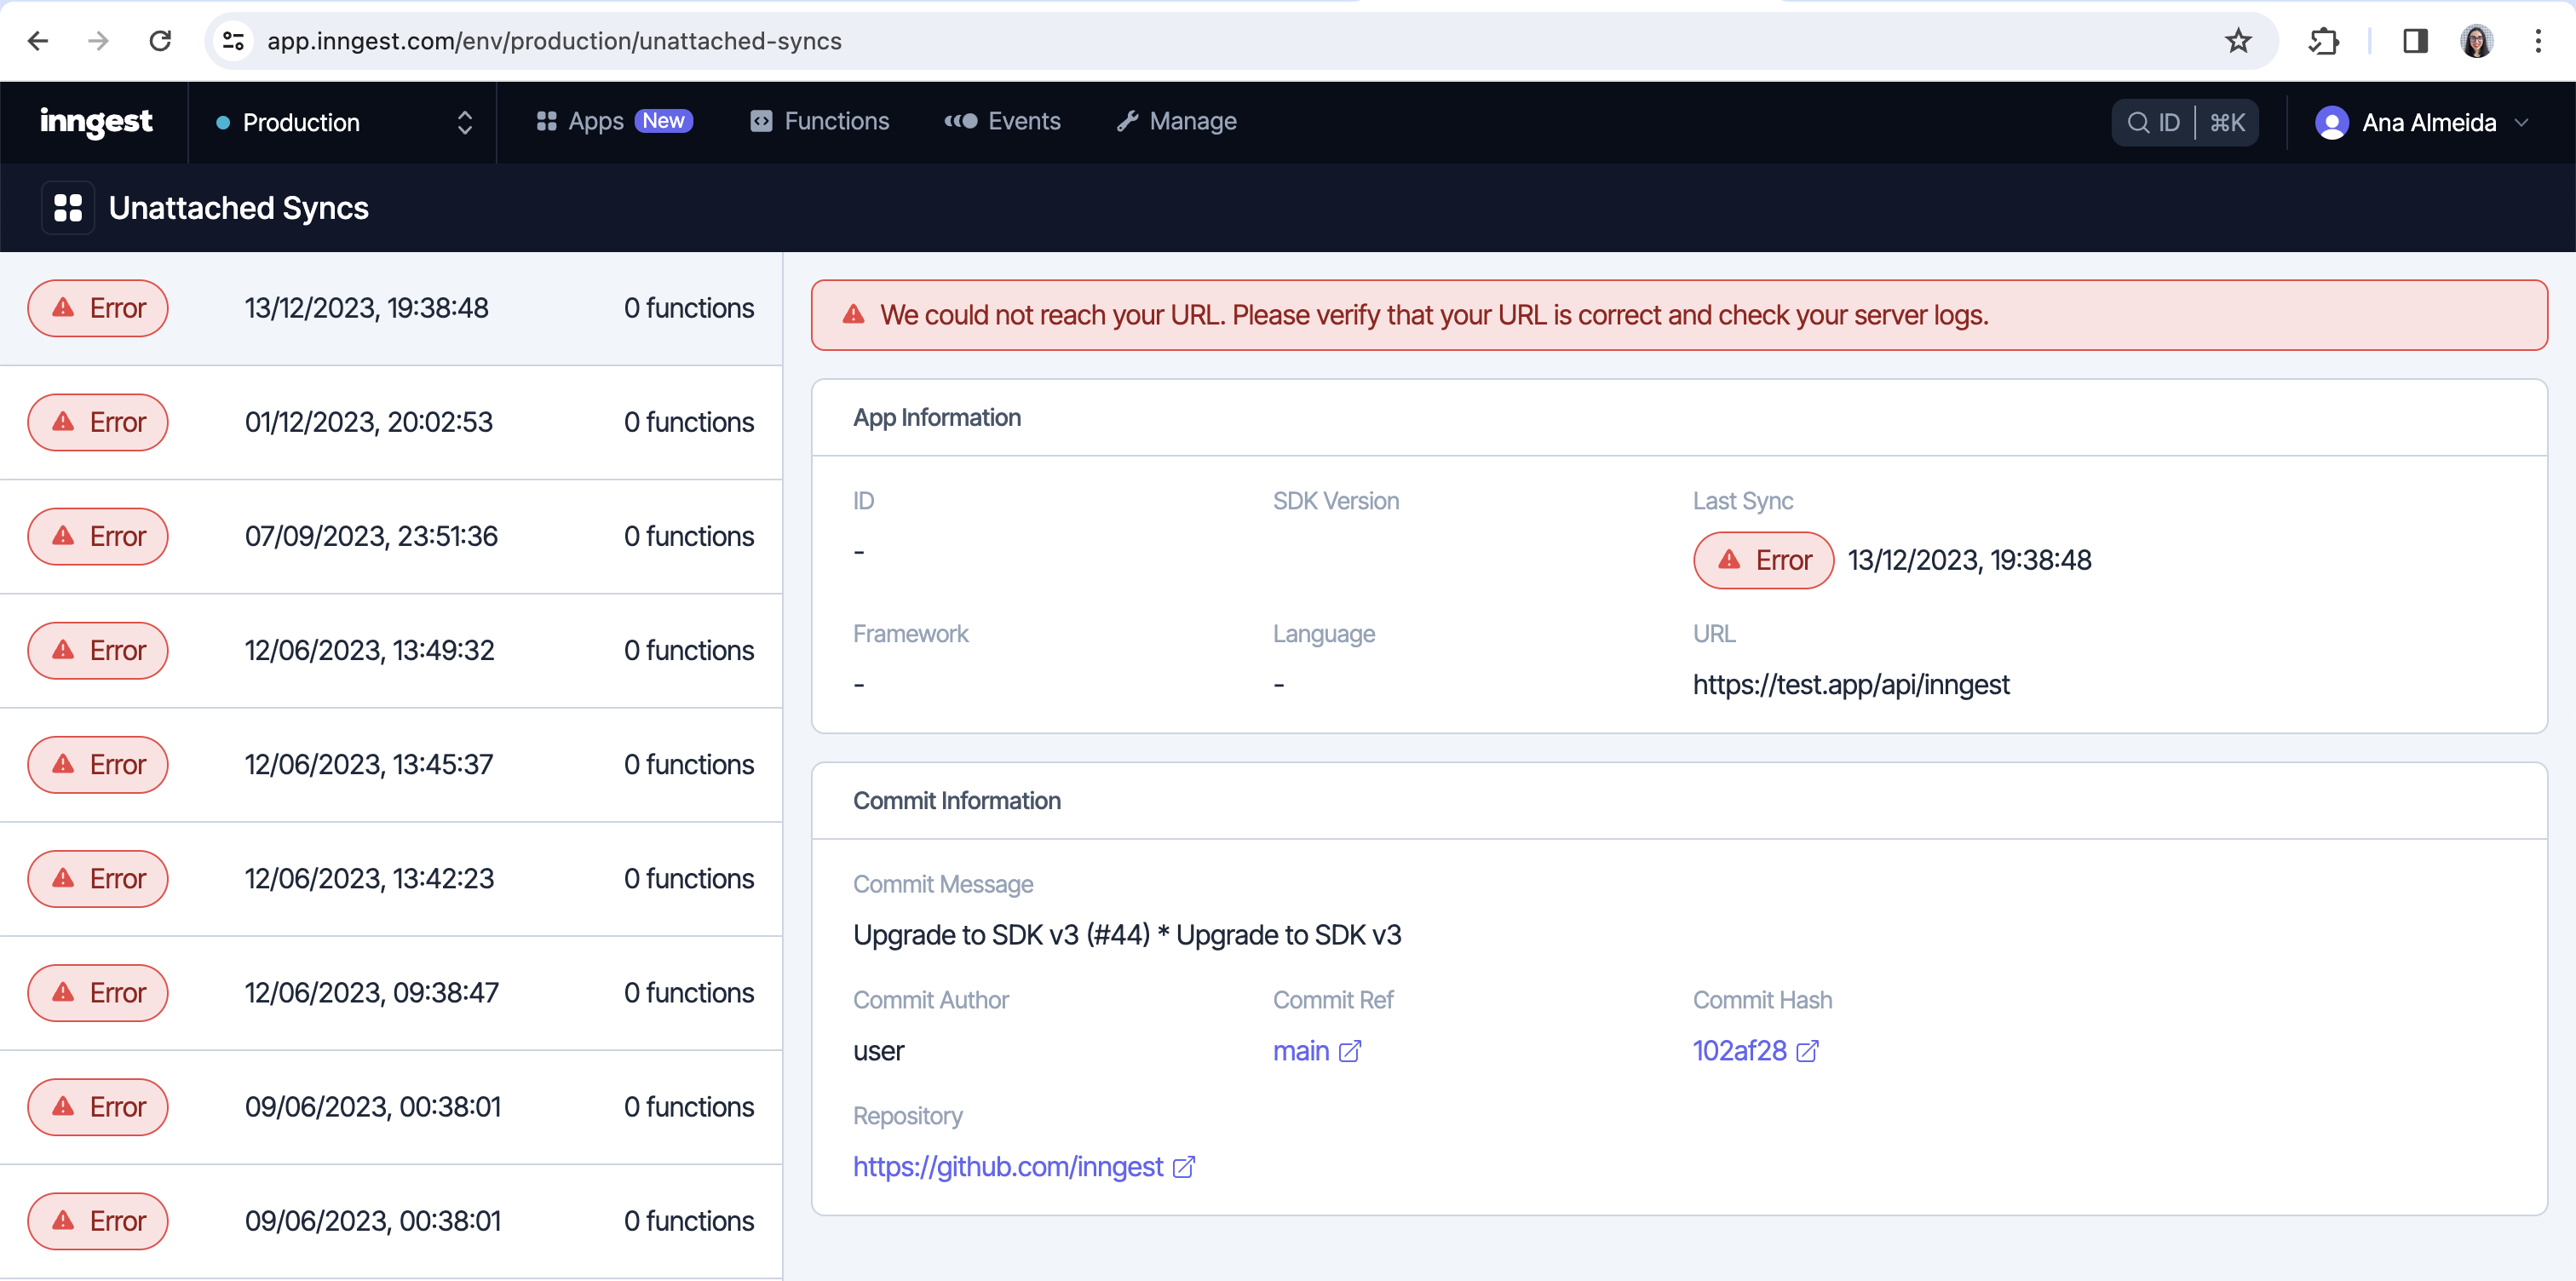 app.inngest.com/env/production/unattached-syncs
inngest
Production
Apps New
Functions
Events
Manage
ID ⌘K
Ana Almeida
Unattached Syncs
Error 13/12/2023, 19:38:48 0 functions
Error 01/12/2023, 20:02:53 0 functions
Error 07/09/2023, 23:51:36 0 functions
Error 12/06/2023, 13:49:32 0 functions
Error 12/06/2023, 13:45:37 0 functions
Error 12/06/2023, 13:42:23 0 functions
Error 12/06/2023, 09:38:47 0 functions
Error 09/06/2023, 00:38:01 0 functions
Error 09/06/2023, 00:38:01 0 functions
We could not reach your URL. Please verify that your URL is correct and check your server logs.
App Information
ID SDK Version Last Sync
- Error 13/12/2023, 19:38:48
Framework Language URL
- - https://test.app/api/inngest
Commit Information
Commit Message
Upgrade to SDK v3 (#44) * Upgrade to SDK v3
Commit Author Commit Ref Commit Hash
user main 102af28
Repository
https://github.com/inngest